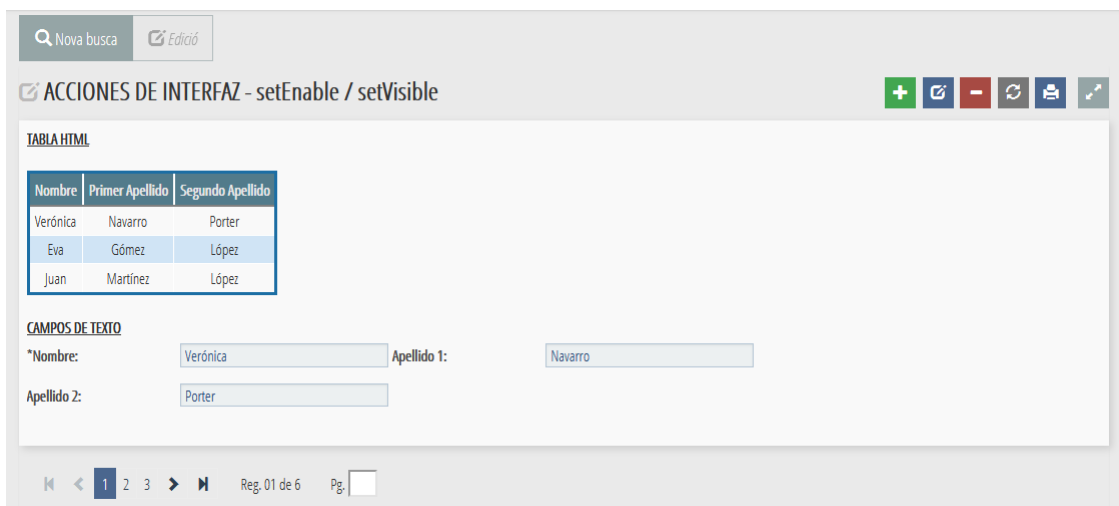 Nova busca Edició
ACCIONES DE INTERFAZ - setEnable / setVisible
TABLA HTML
Nombre Primer Apellido Segundo Apellido
Verónica Navarro Porter
Eva Gómez López
Juan Martínez López
CAMPOS DE TEXTO
*Nombre: Verónica Apellido 1: Navarro
Apellido 2: Porter
1 2 3 Reg. 01 de 6 Pg.